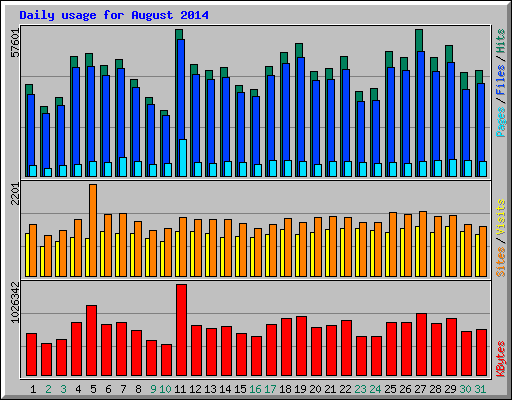 Daily usage for August 2014
57601
Pages / Files / Hits
2201
Sites / Visits
1026342
KBytes
1 2 3 4 5 6 7 8 9 10 11 12 13 14 15 16 17 18 19 20 21 22 23 24 25 26 27 28 29 30 31